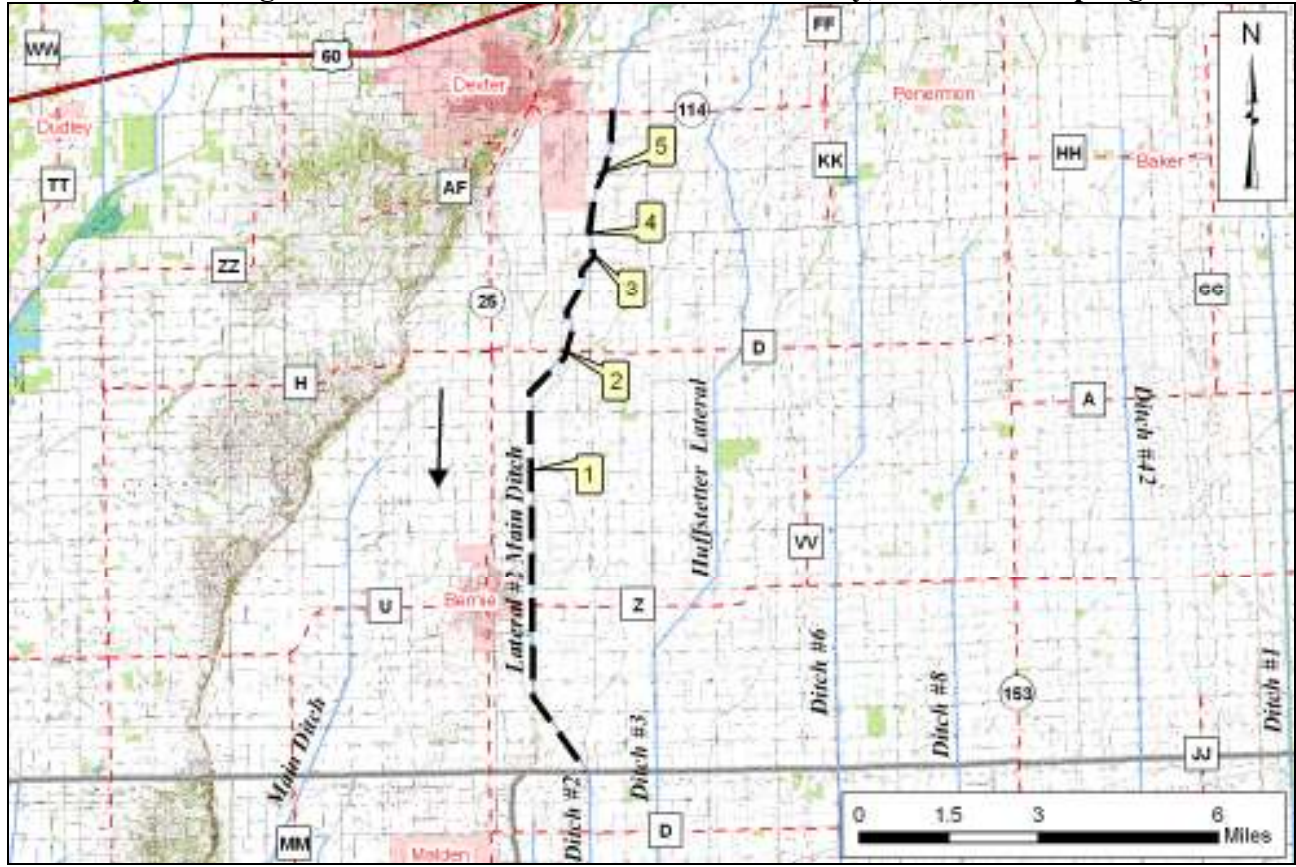 WW
60
FF
N
Dexter
114
Penermon
Dudley
5
KK
HH
Baker
TT
AF
4
ZZ
3
25
GG
D
H
2
A
Huffstetter Lateral
Ditch #42
1
Lateral #2 Main Ditch
VV
U
Bernie
Z
Ditch #6
Ditch #8
153
Ditch #1
Main Ditch
Ditch #3
JJ
Ditch #2
0 1.5 3 6
Miles
MM
Malden
D